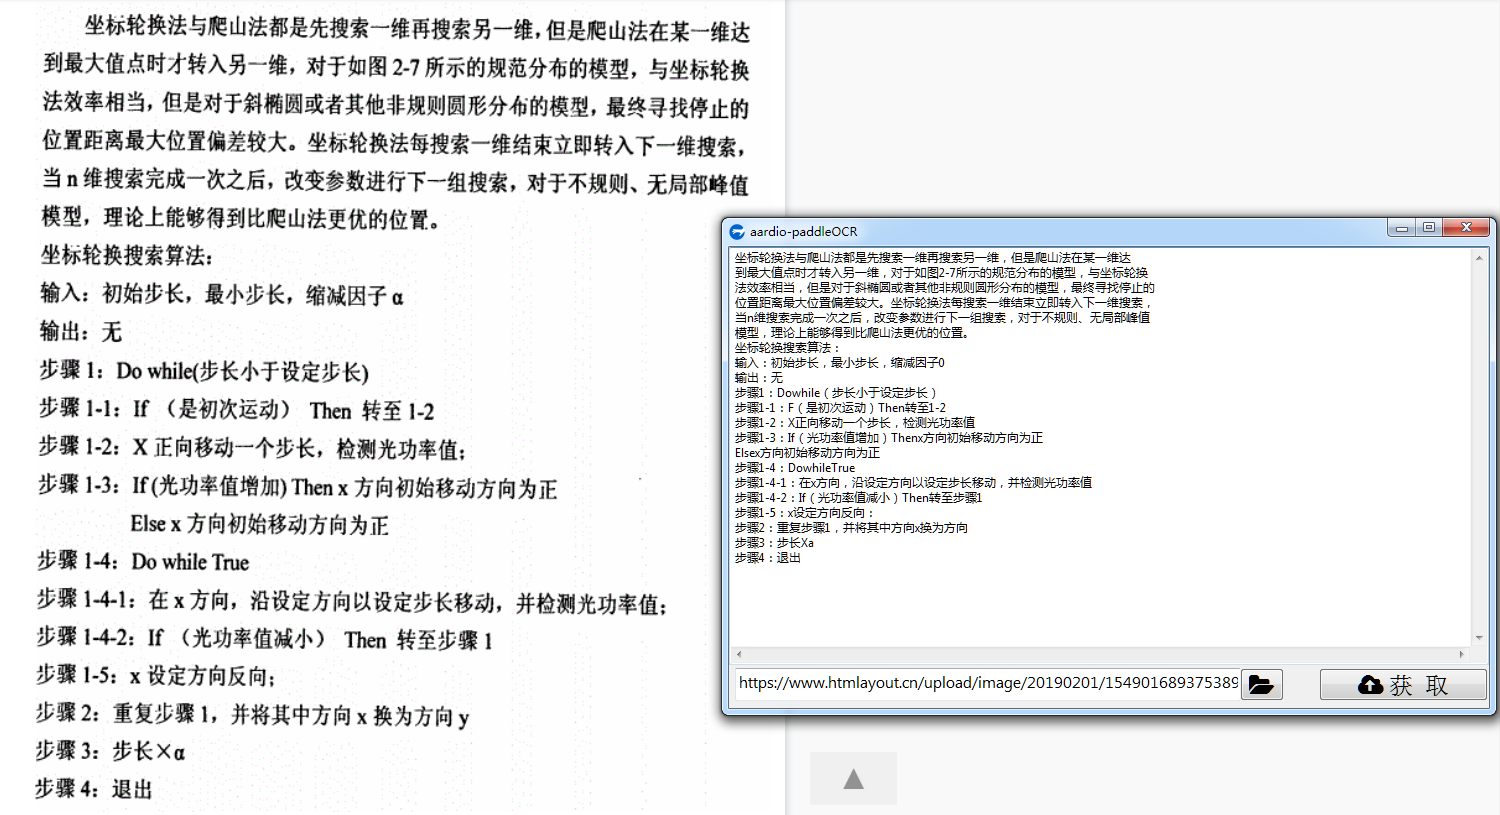 坐标轮换法与爬山法都是先搜索一维再搜索另一维，但是爬山法在某一维达
到最大值点时才转入另一维，对于如图 2-7 所示的规范分布的模型，与坐标轮换
法效率相当，但是对于斜椭圆或者其他非规则圆形分布的模型，最终寻找停止的
位置距离最大位置偏差较大。坐标轮换法每搜索一维结束立即转入下一维搜索，
当 n 维搜索完成一次之后，改变参数进行下一组搜索，对于不规则、无局部峰值
模型，理论上能够得到比爬山法更优的位置。
坐标轮换搜索算法：
输入：初始步长，最小步长，缩减因子 α
输出：无
步骤 1：Do while(步长小于设定步长)
步骤 1-1：If （是初次运动） Then 转至 1-2
步骤 1-2：X 正向移动一个步长，检测光功率值；
步骤 1-3：If (光功率值增加) Then x 方向初始移动方向为正
Else x 方向初始移动方向为正
步骤 1-4：Do while True
步骤 1-4-1：在 x 方向，沿设定方向以设定步长移动，并检测光功率值；
步骤 1-4-2：If （光功率值减小） Then 转至步骤 1
步骤 1-5：x 设定方向反向；
步骤 2：重复步骤 1，并将其中方向 x 换为方向 y
步骤 3：步长×α
步骤 4：退出
aardio-paddleOCR
坐标轮换法与爬山法都是先搜索一维再搜索另一维，但是爬山法在某一维达
到最大值点时才转入另一维，对于如图2-7所示的规范分布的模型，与坐标轮换
法效率相当，但是对于斜椭圆或者其他非规则圆形分布的模型，最终寻找停止的
位置距离最大位置偏差较大。坐标轮换法每搜索一维结束立即转入下一维搜索，
当n维搜索完成一次之后，改变参数进行下一组搜索，对于不规则、无局部峰值
模型，理论上能够得到比爬山法更优的位置。
坐标轮换搜索算法：
输入：初始步长，最小步长，缩减因子0
输出：无
步骤1：Dowhile（步长小于设定步长）
步骤1-1：F（是初次运动）Then转至1-2
步骤1-2：X正向移动一个步长，检测光功率值
步骤1-3：If（光功率值增加）Thenx方向初始移动方向为正
Elsex方向初始移动方向为正
步骤1-4：DowhileTrue
步骤1-4-1：在x方向，沿设定方向以设定步长移动，并检测光功率值
步骤1-4-2：If（光功率值减小）Then转至步骤1
步骤1-5：x设定方向反向：
步骤2：重复步骤1，并将其中方向x换为方向
步骤3：步长Xa
步骤4：退出
https://www.htmlayout.cn/upload/image/20190201/154901689375389
获 取